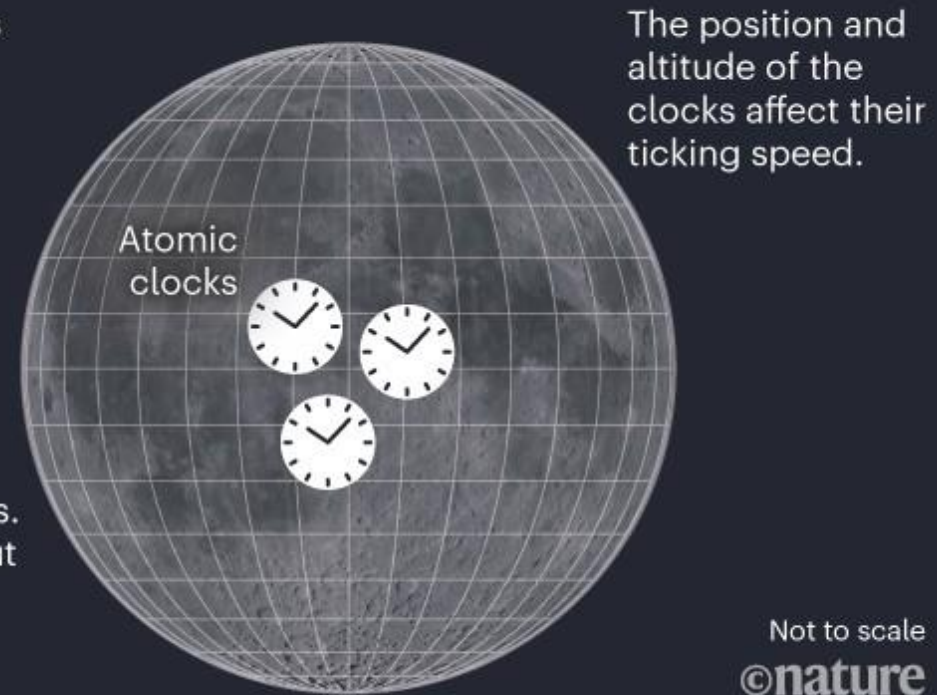 The position and
altitude of the
clocks affect their
ticking speed.
Atomic
clocks
Not to scale
©nature